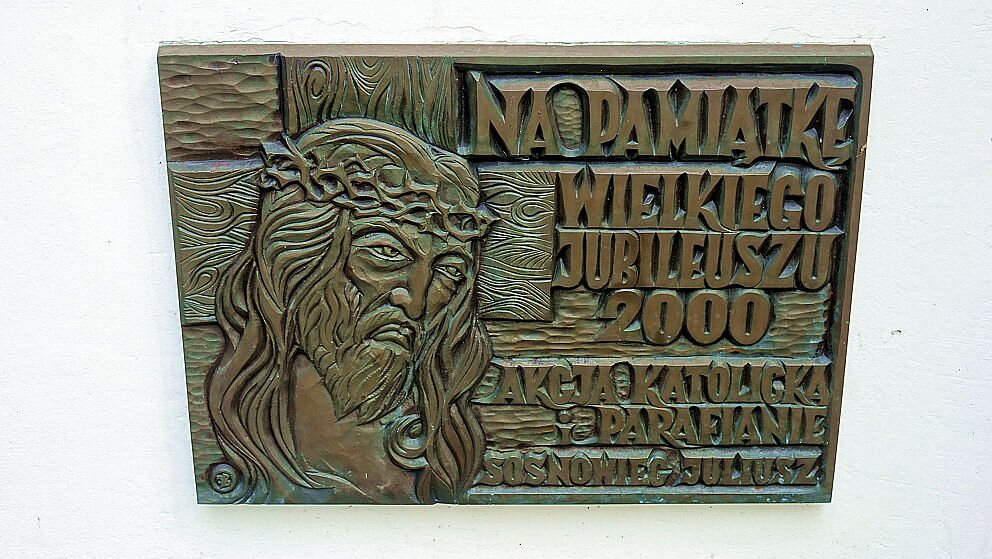 NA PAMIĄTKĘ
WIELKIEGO
JUBILEUSZU
2000
AKCJA KATOLICKA
i PARAFIANIE
SOSNOWIEC JULIUSZ